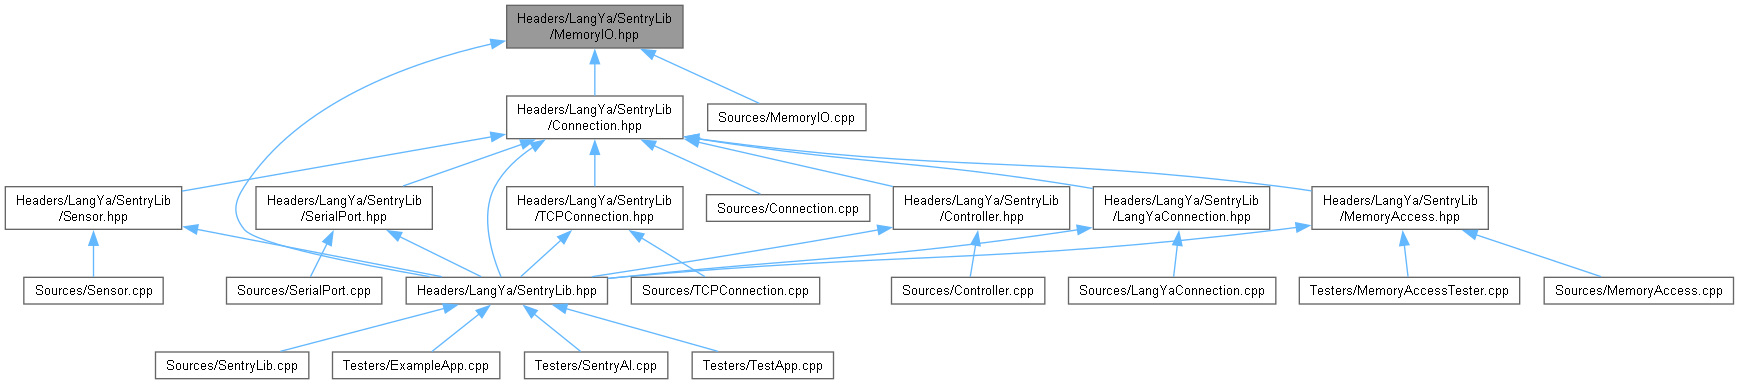 Headers/LangYa/SentryLib
/MemoryIO.hpp
Headers/LangYa/SentryLib
/Connection.hpp
Sources/MemoryIO.cpp
Headers/LangYa/SentryLib
/Sensor.hpp
Headers/LangYa/SentryLib
/SerialPort.hpp
Headers/LangYa/SentryLib
/TCPConnection.hpp
Sources/Connection.cpp
Headers/LangYa/SentryLib
/Controller.hpp
Headers/LangYa/SentryLib
/LangYaConnection.hpp
Headers/LangYa/SentryLib
/MemoryAccess.hpp
Sources/Sensor.cpp
Sources/SerialPort.cpp
Headers/LangYa/SentryLib.hpp
Sources/TCPConnection.cpp
Sources/Controller.cpp
Sources/LangYaConnection.cpp
Testers/MemoryAccessTester.cpp
Sources/MemoryAccess.cpp
Sources/SentryLib.cpp
Testers/ExampleApp.cpp
Testers/SentryAI.cpp
Testers/TestApp.cpp